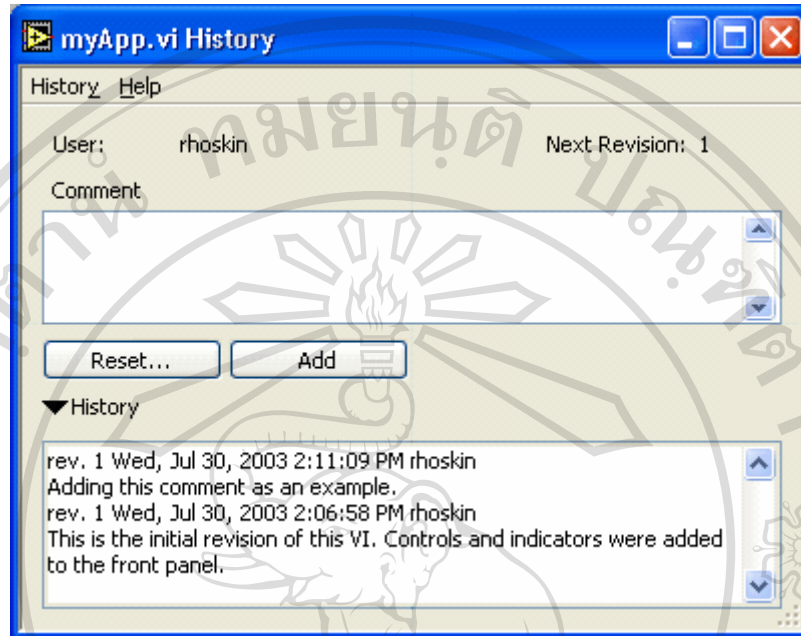 myApp.vi History
History Help
User: rhoskin Next Revision: 1
Comment
Reset... Add
History
rev. 1 Wed, Jul 30, 2003 2:11:09 PM rhoskin
Adding this comment as an example.
rev. 1 Wed, Jul 30, 2003 2:06:58 PM rhoskin
This is the initial revision of this VI. Controls and indicators were added
to the front panel.